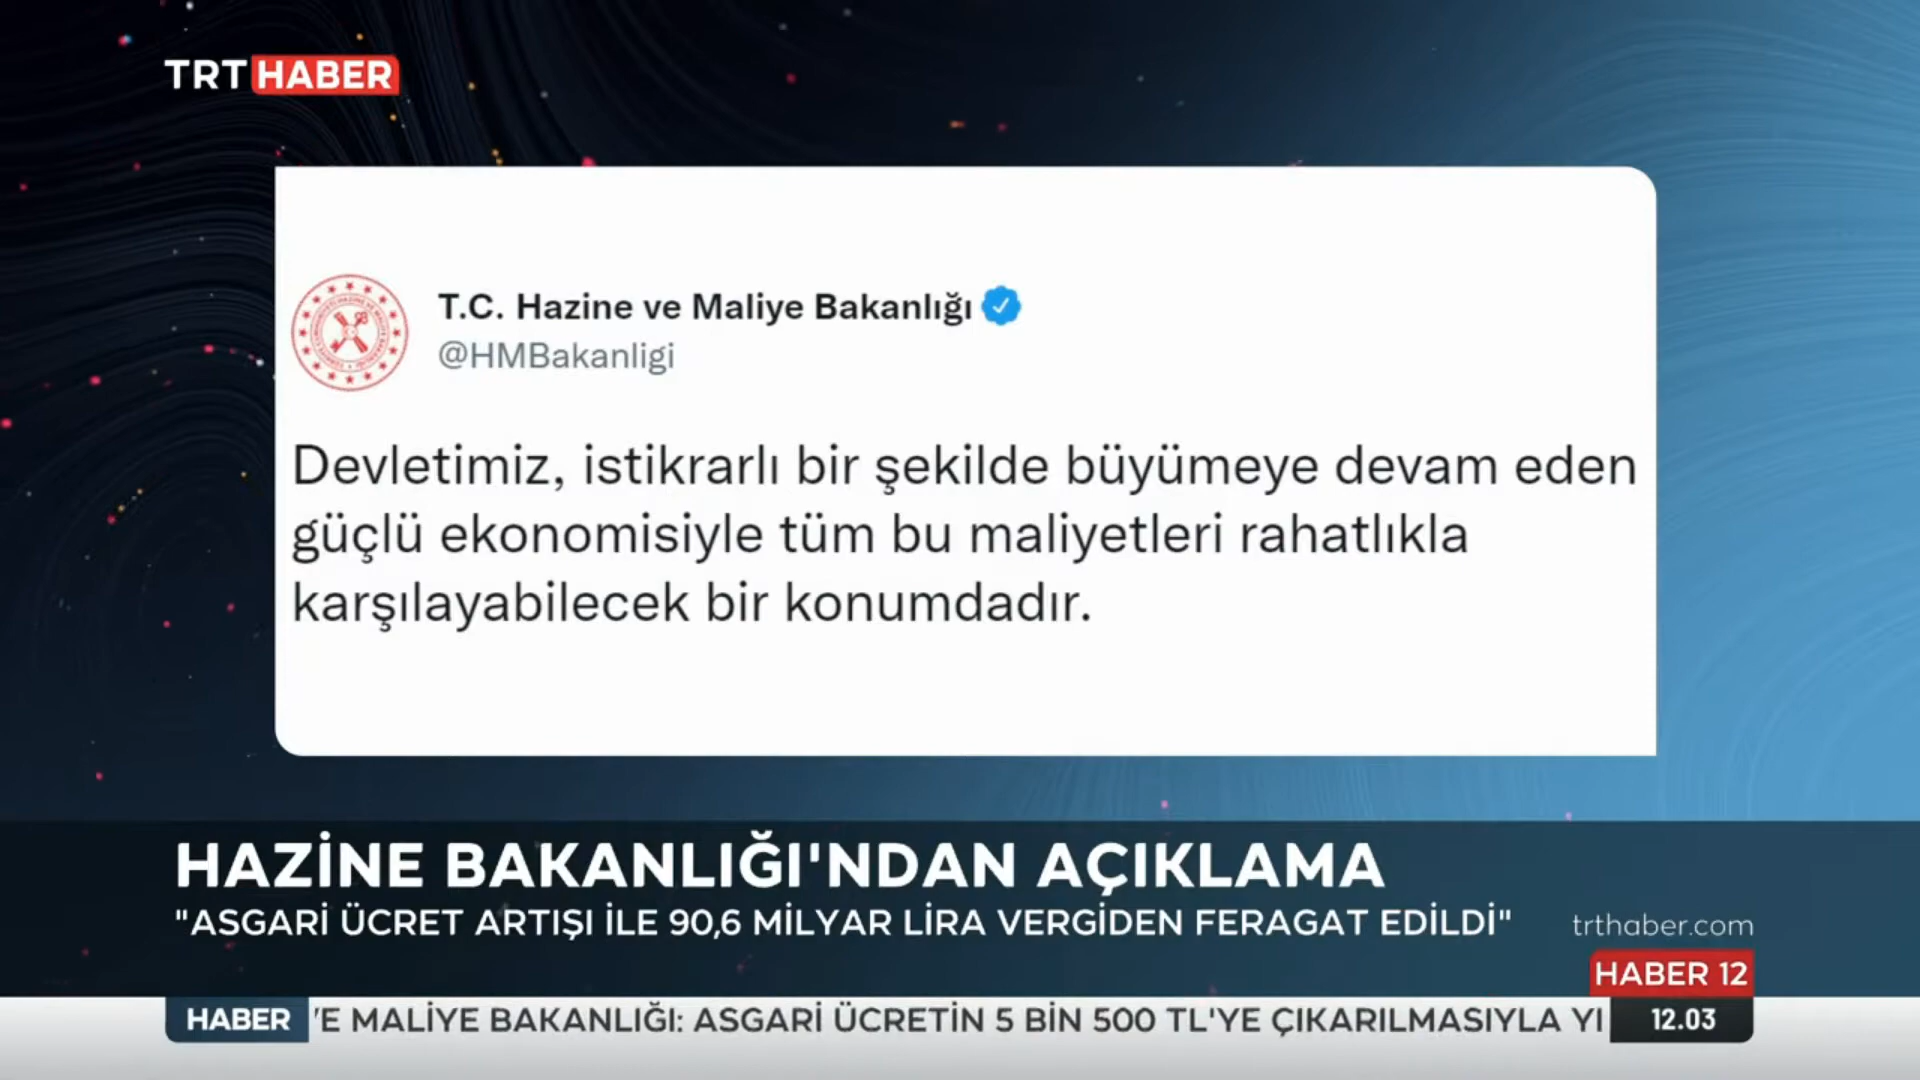 TRT HABER
T.C. Hazine ve Maliye Bakanlığı
@HMBakanligi
Devletimiz, istikrarlı bir şekilde büyümeye devam eden
güçlü ekonomisiyle tüm bu maliyetleri rahatlıkla
karşılayabilecek bir konumdadır.
HAZİNE BAKANLIĞI'NDAN AÇIKLAMA
"ASGARİ ÜCRET ARTIŞI İLE 90,6 MİLYAR LİRA VERGİDEN FERAGAT EDİLDİ"
trthaber.com
HABER 12
HABER
'E MALİYE BAKANLIĞI: ASGARİ ÜCRETİN 5 BİN 500 TL'YE ÇIKARILMASIYLA YI
12.03